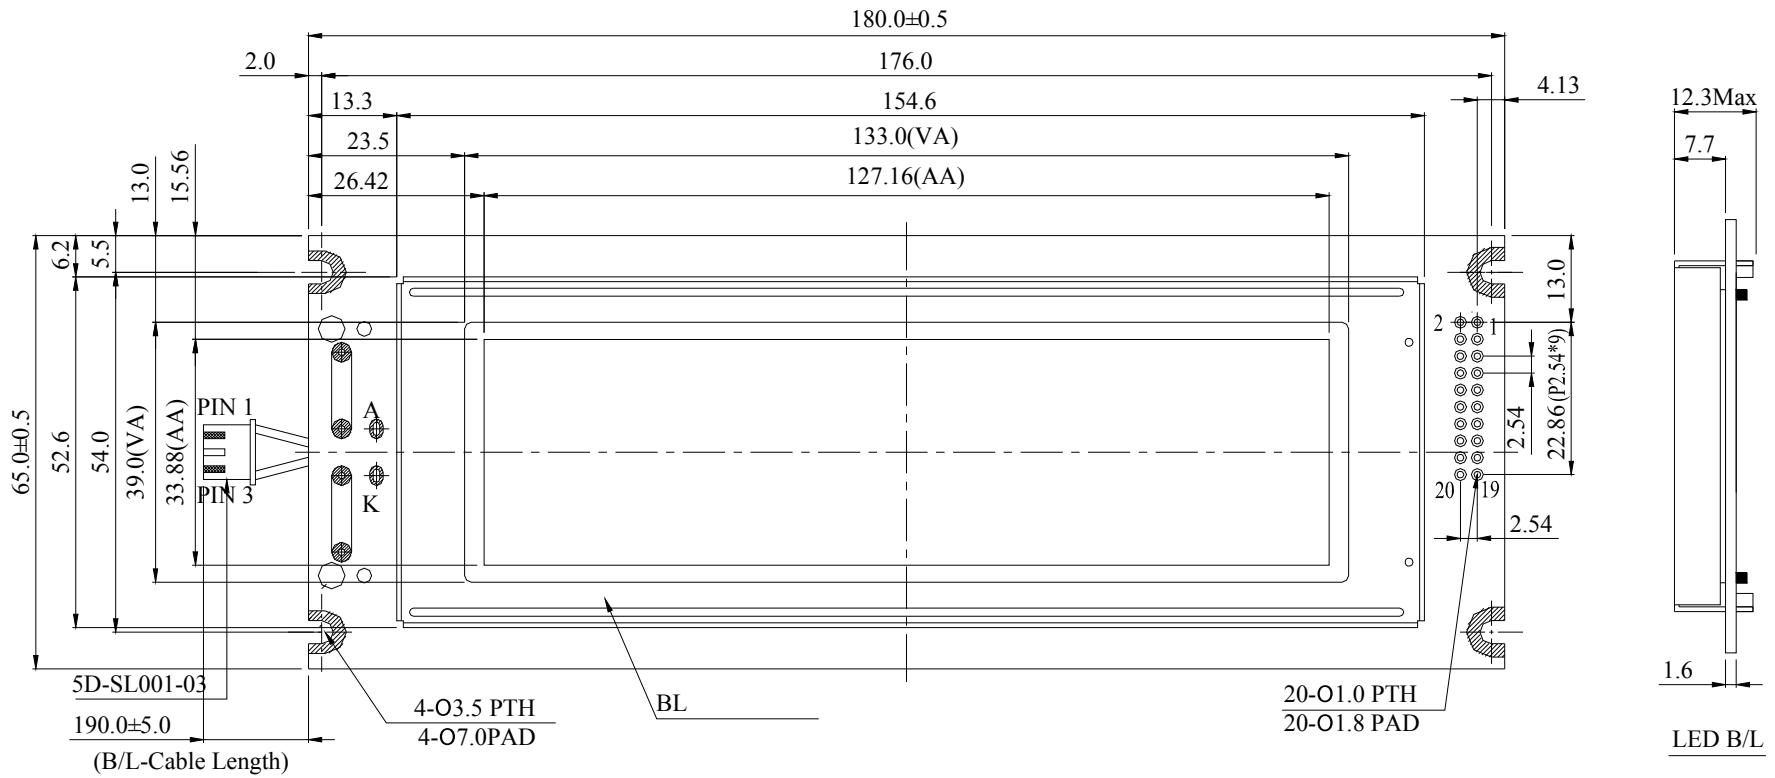 180.0±0.5
2.0
176.0
4.13
12.3Max
13.3
154.6
23.5
133.0(VA)
7.7
26.42
127.16(AA)
13.0
15.56
6.2
5.5
13.0
2
1
65.0±0.5
52.6
54.0
39.0(VA)
33.88(AA)
PIN 1
A
2.54
22.86(P2.54*9)
PIN 3
K
20
19
2.54
5D-SL001-03
190.0±5.0
(B/L-Cable Length)
4-O3.5 PTH
4-O7.0PAD
BL
20-O1.0 PTH
20-O1.8 PAD
1.6
LED B/L